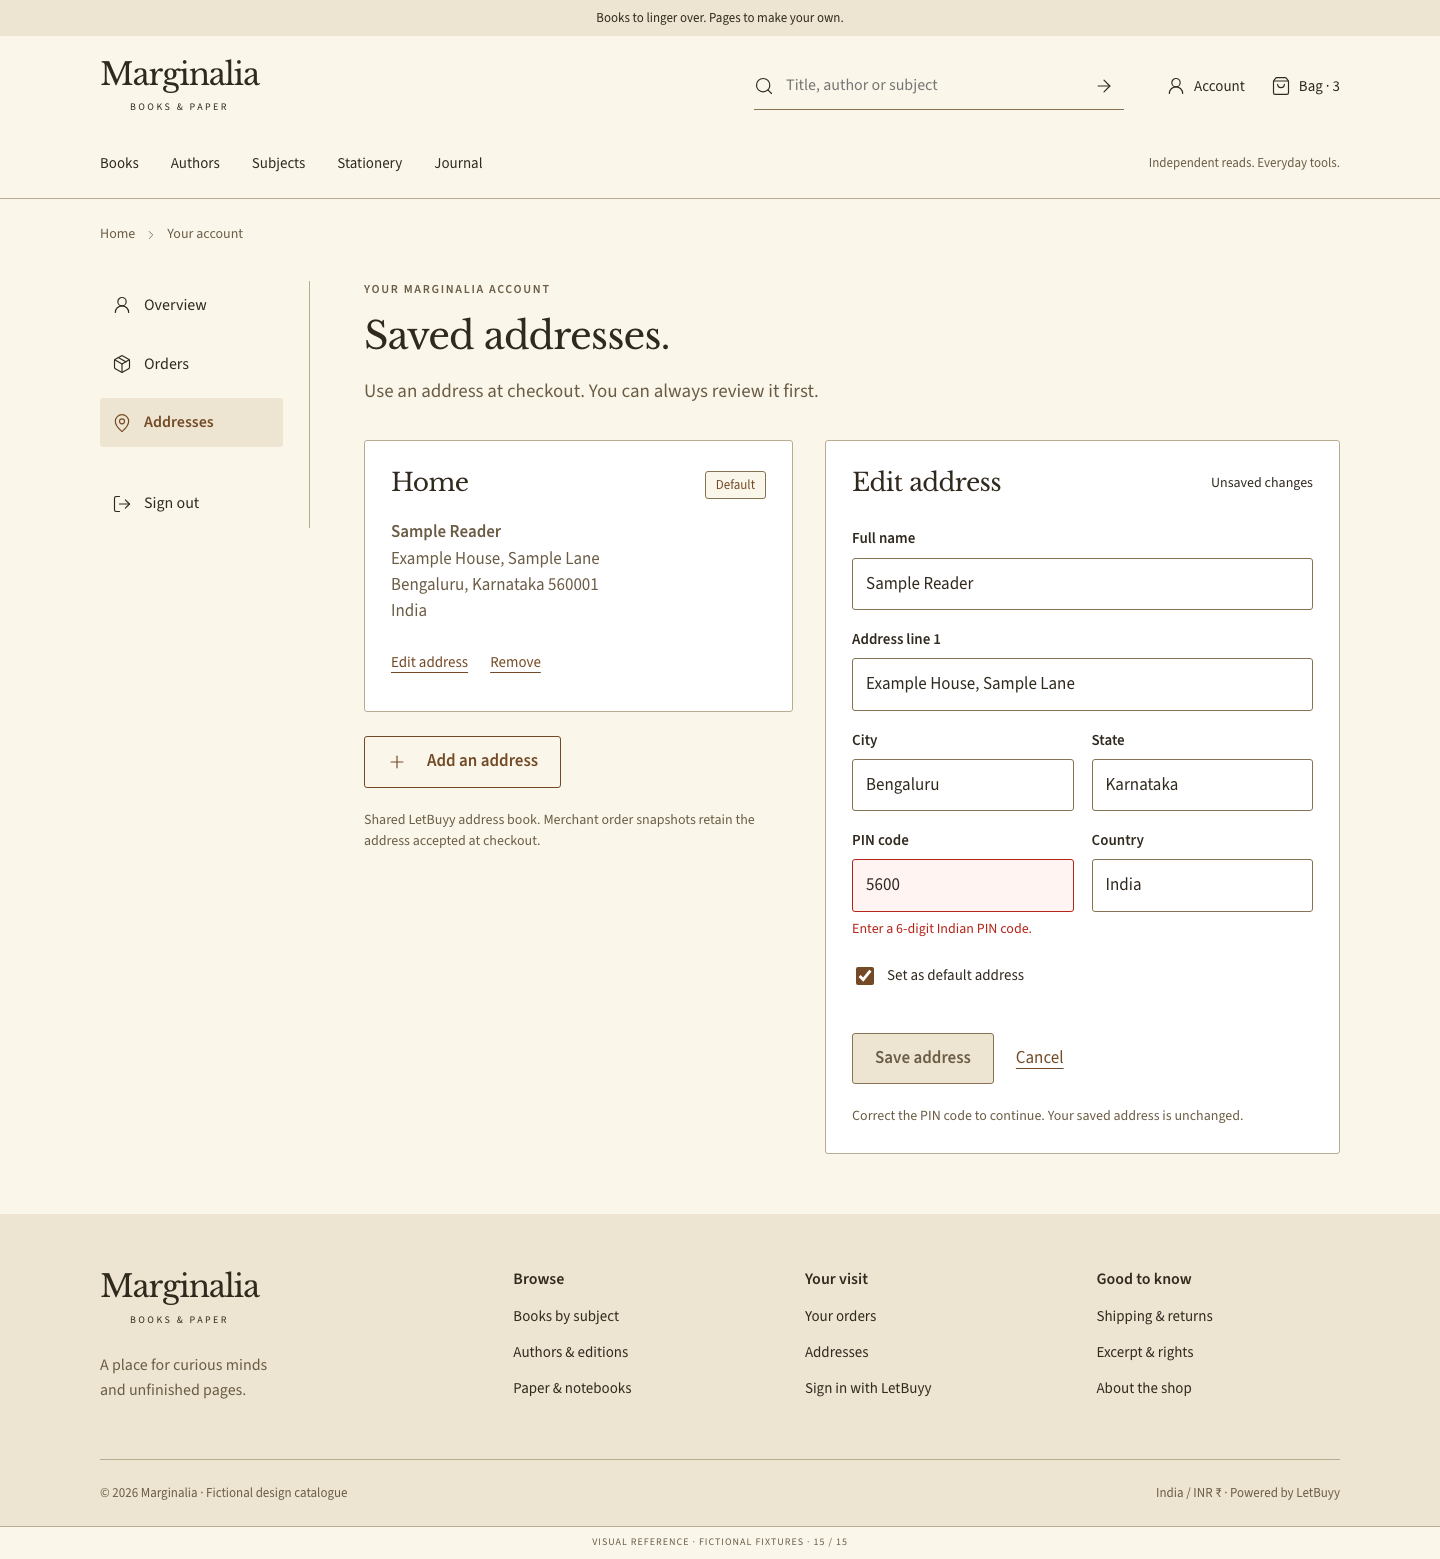 Books to linger over. Pages to make your own.
Marginalia
BOOKS & PAPER
Title, author or subject
Account
Bag · 3
Books
Authors
Subjects
Stationery
Journal
Independent reads. Everyday tools.
Home
Your account
Overview
Orders
Addresses
Sign out
YOUR MARGINALIA ACCOUNT
Saved addresses.
Use an address at checkout. You can always review it first.
Home
Default
Sample Reader
Example House, Sample Lane
Bengaluru, Karnataka 560001
India
Edit address
Remove
Add an address
Shared LetBuyy address book. Merchant order snapshots retain the
address accepted at checkout.
Edit address
Unsaved changes
Full name
Sample Reader
Address line 1
Example House, Sample Lane
City
State
Bengaluru
Karnataka
PIN code
Country
5600
India
Enter a 6-digit Indian PIN code.
Set as default address
Save address
Cancel
Correct the PIN code to continue. Your saved address is unchanged.
Marginalia
BOOKS & PAPER
A place for curious minds
and unfinished pages.
Browse
Books by subject
Authors & editions
Paper & notebooks
Your visit
Your orders
Addresses
Sign in with LetBuyy
Good to know
Shipping & returns
Excerpt & rights
About the shop
© 2026 Marginalia · Fictional design catalogue
India / INR ₹ · Powered by LetBuyy
VISUAL REFERENCE · FICTIONAL FIXTURES · 15 / 15